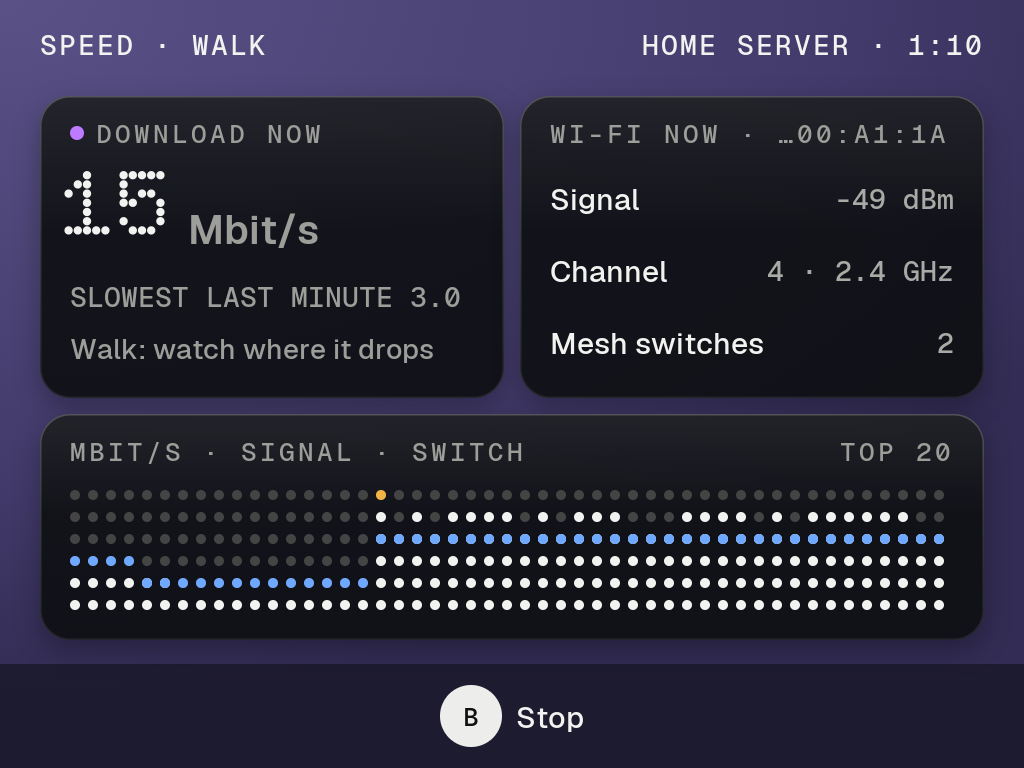 SPEED · WALK
HOME SERVER · 1:10
DOWNLOAD NOW
15 Mbit/s
SLOWEST LAST MINUTE 3.0
Walk: watch where it drops
WI-FI NOW · …00:A1:1A
Signal -49 dBm
Channel 4 · 2.4 GHz
Mesh switches 2
MBIT/S · SIGNAL · SWITCH TOP 20
B Stop